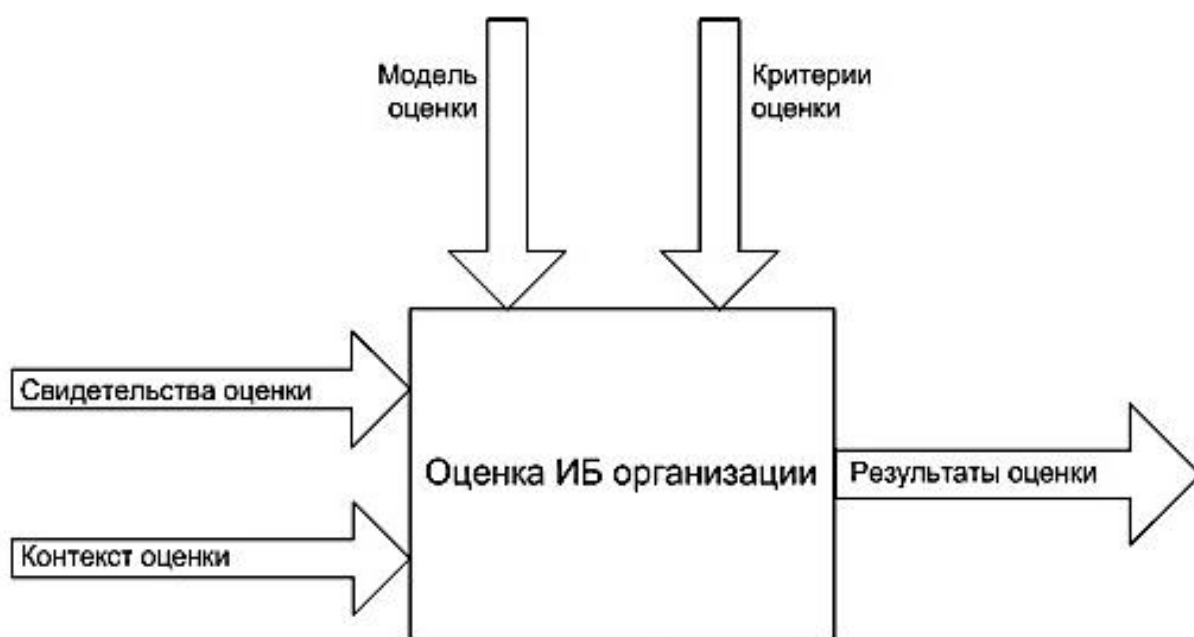 Модель
оценки
Критерии
оценки
Свидетельства оценки
Оценка ИБ организации
Результаты оценки
Контекст оценки